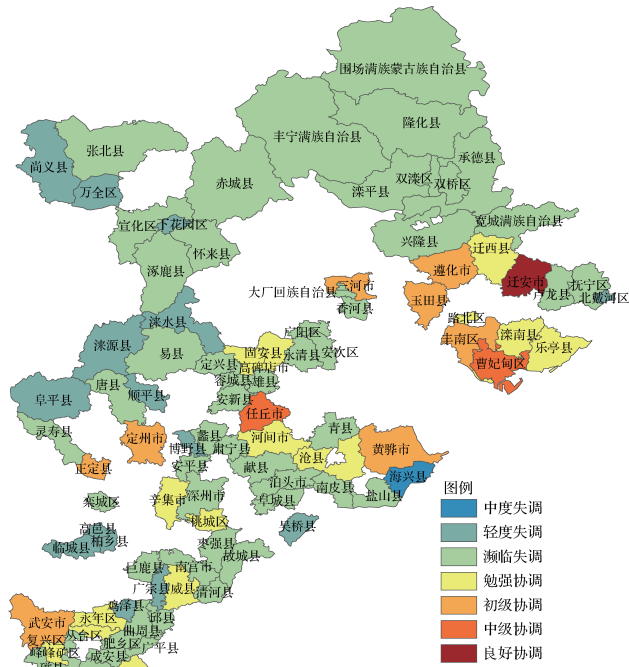 围场满族蒙古族自治县
丰宁满族自治县
隆化县
张北县
尚义县
承德县
万全区
赤城县
滦平县
双滦区
双桥区
宣化区
下花园区
宽城满族自治县
兴隆县
怀来县
迁西县
涿鹿县
遵化市
迁安市
抚宁区
卢龙县
北戴河区
大厂回族自治县
三河市
香河县
玉田县
路北区
丰南区
滦南县
乐亭县
曹妃甸区
涞水县
涞源县
易县
固安县
永清县
安次区
定兴县
高碑店市
容城县
雄县
唐县
顺平县
阜平县
安新县
任丘市
灵寿县
定州市
蠡县
博野县
肃宁县
河间市
青县
黄骅市
正定县
安平县
献县
沧县
海兴县
藁城区
辛集市
深州市
泊头市
阜城县
南皮县
盐山县
桃城区
吴桥县
高邑县
柏乡县
临城县
枣强县
故城县
巨鹿县
南宫市
广宗县
威县
清河县
鸡泽县
武安市
永年区
邱县
复兴区
丛台区
曲周县
肥乡区
广平县
峰峰矿区
成安县
图例
中度失调
轻度失调
濒临失调
勉强协调
初级协调
中级协调
良好协调